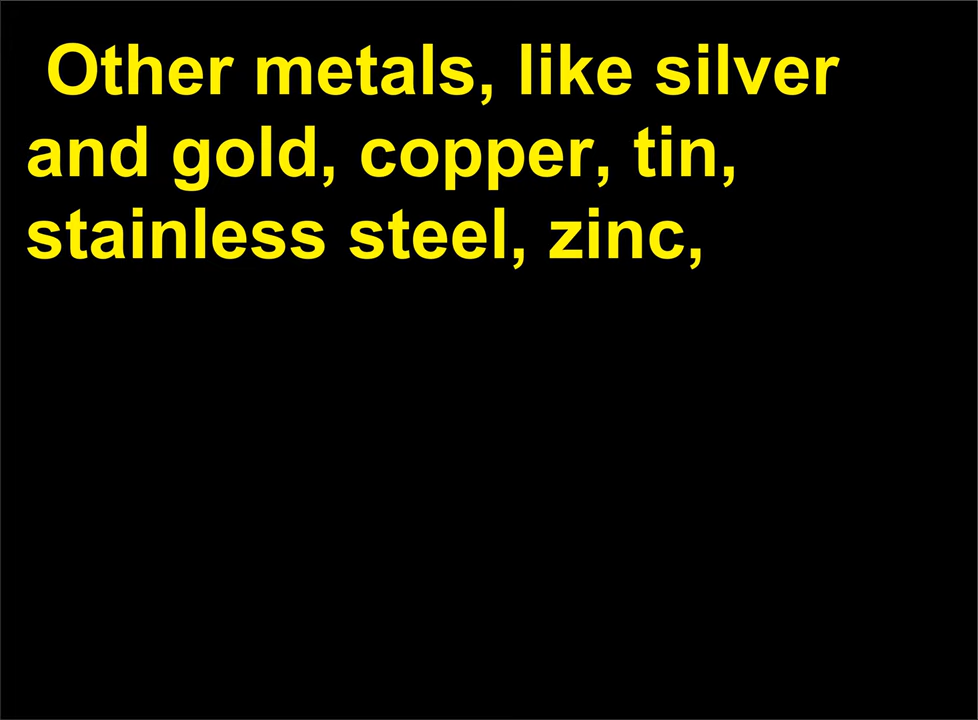 Other metals, like silver
and gold, copper, tin,
stainless steel, zinc,